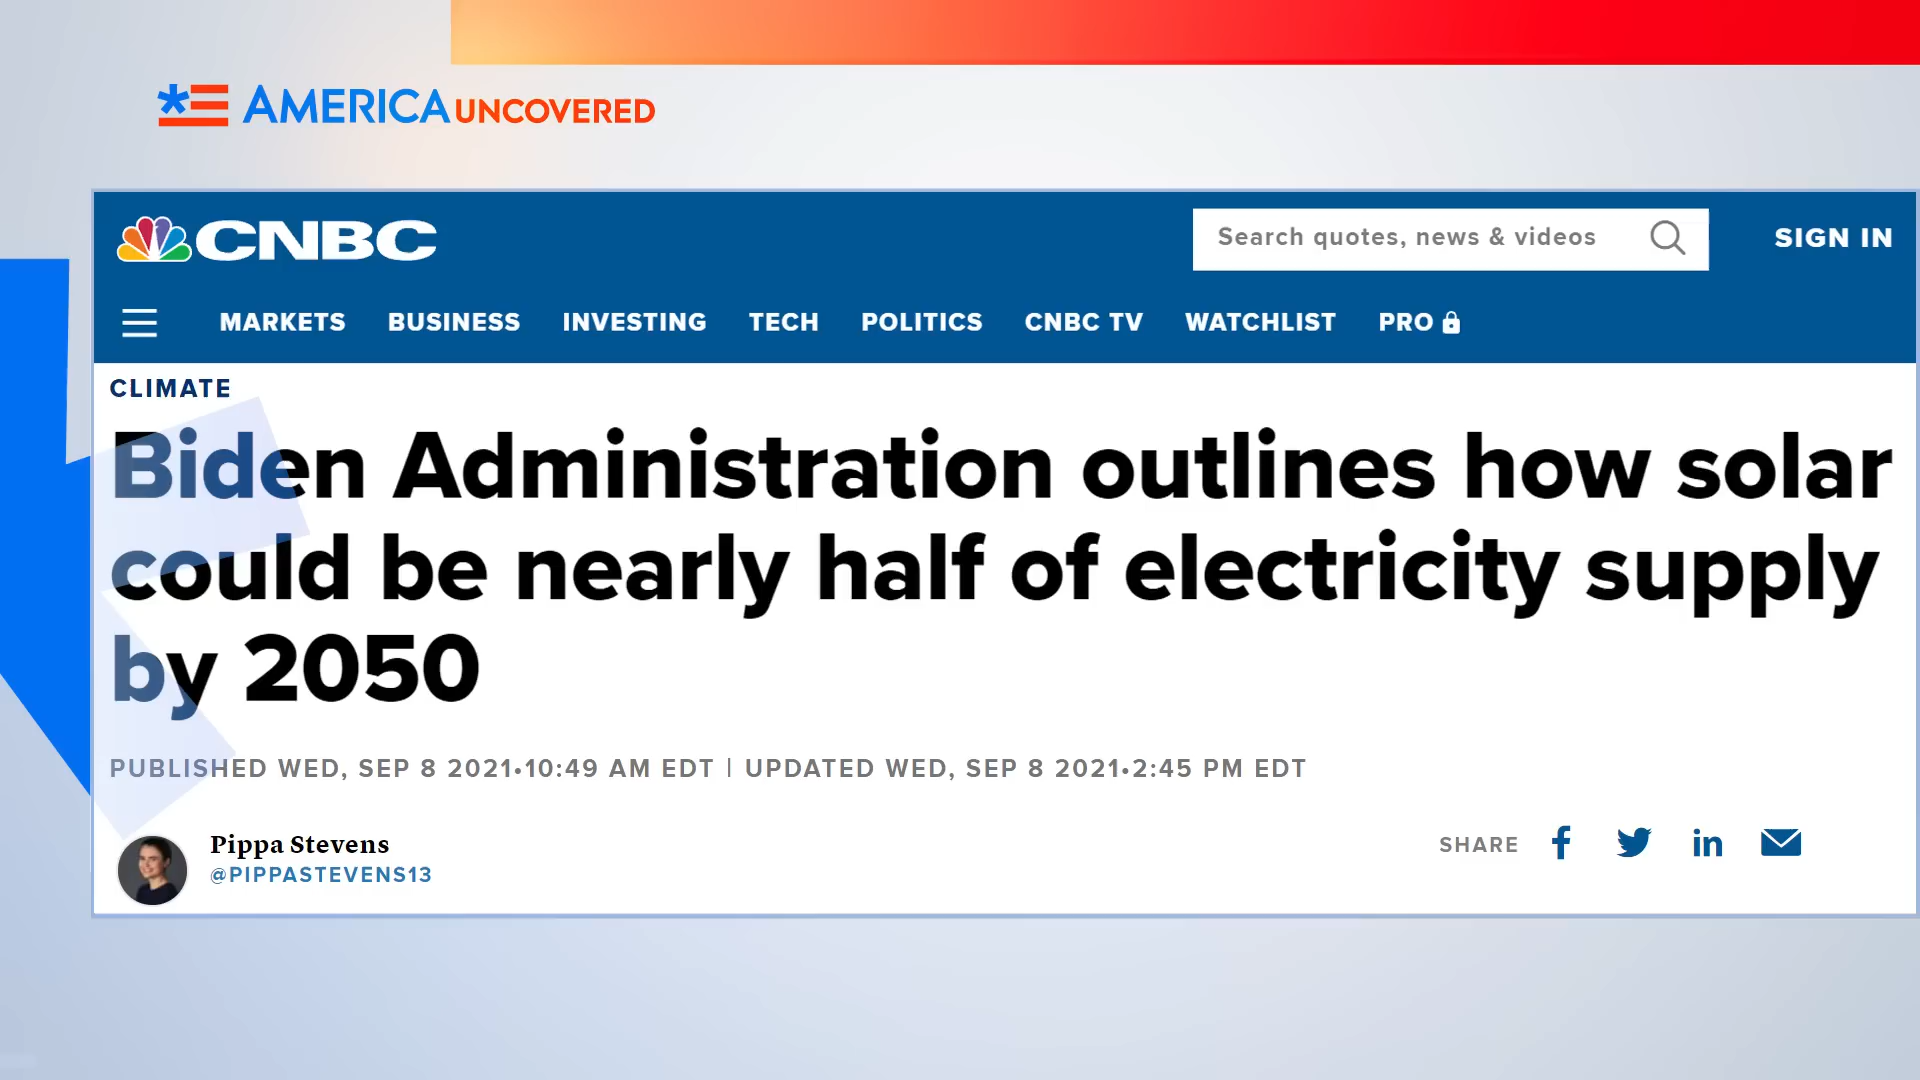 AMERICA UNCOVERED
CNBC
Search quotes, news & videos
SIGN IN
MARKETS BUSINESS INVESTING TECH POLITICS CNBC TV WATCHLIST PRO
CLIMATE
Biden Administration outlines how solar
could be nearly half of electricity supply
by 2050
PUBLISHED WED, SEP 8 2021•10:49 AM EDT | UPDATED WED, SEP 8 2021•2:45 PM EDT
Pippa Stevens
@PIPPASTEVENS13
SHARE